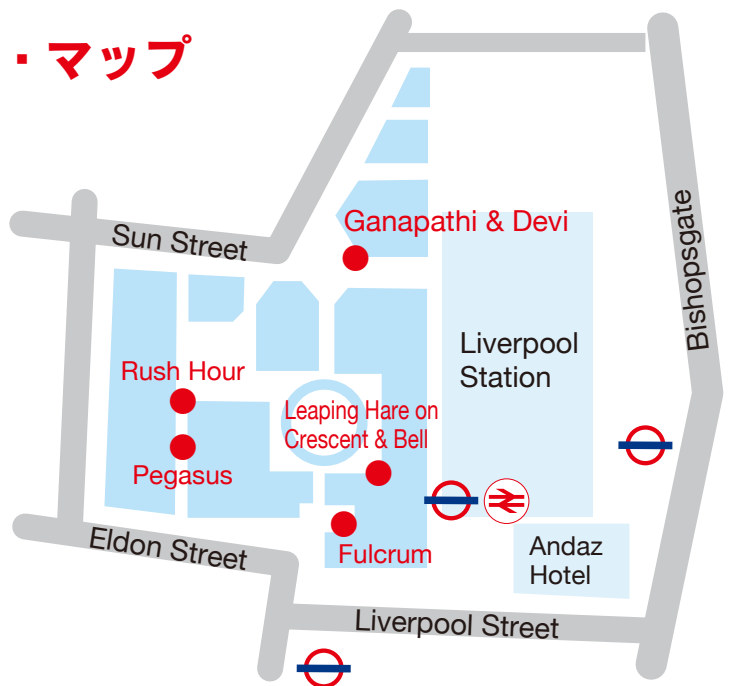 ・マップ
Ganapathi & Devi
Sun Street
Bishopsgate
Liverpool
Station
Rush Hour
Leaping Hare on
Crescent & Bell
Pegasus
Fulcrum
Andaz
Hotel
Eldon Street
Liverpool Street